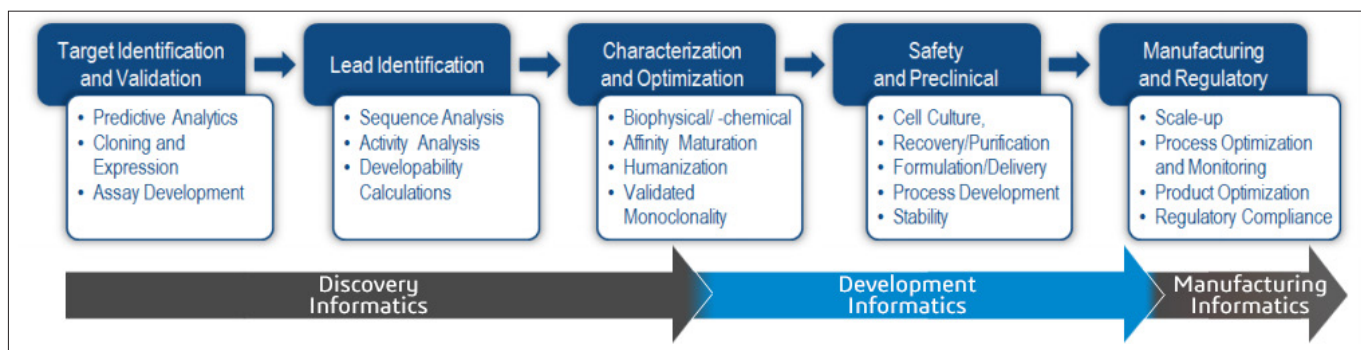 Target Identification
and Validation
• Predictive Analytics
• Cloning and
Expression
• Assay Development
Lead Identification
• Sequence Analysis
• Activity Analysis
• Developability
Calculations
Characterization
and Optimization
• Biophysical/ -chemical
• Affinity Maturation
• Humanization
• Validated
Monoclonality
Safety
and Preclinical
• Cell Culture,
• Recovery/Purification
• Formulation/Delivery
• Process Development
• Stability
Manufacturing
and Regulatory
• Scale-up
• Process Optimization
and Monitoring
• Product Optimization
• Regulatory Compliance
Discovery
Informatics
Development
Informatics
Manufacturing
Informatics